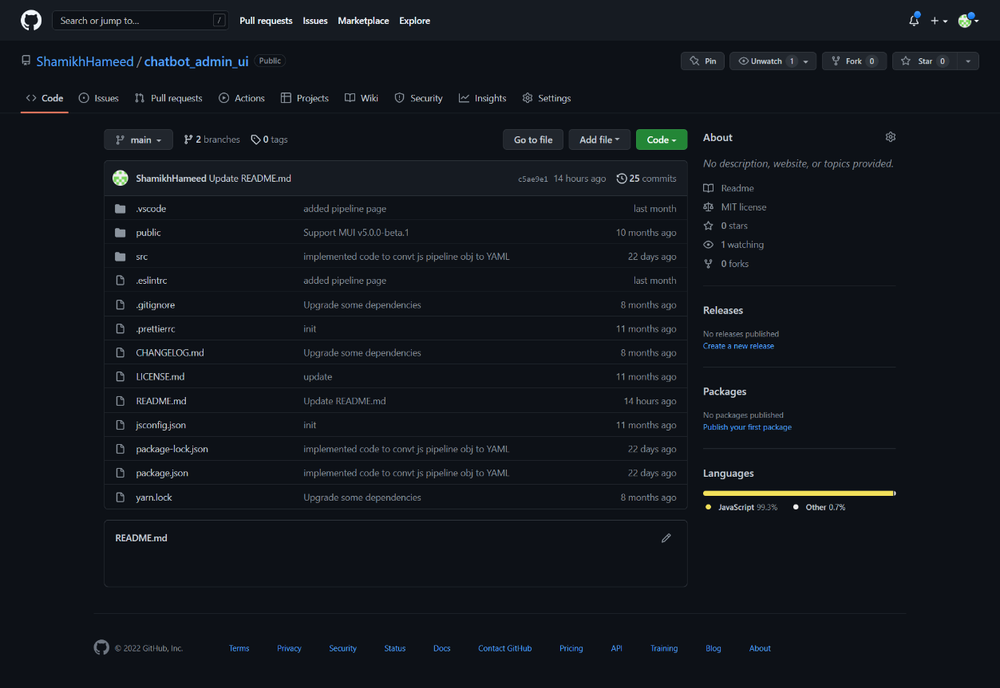 Search or jump to... / Pull requests Issues Marketplace Explore
ShamikhHameed / chatbot_admin_ui Public Pin Unwatch 1 Fork 0 Star 0
Code Issues Pull requests Actions Projects Wiki Security Insights Settings
main 2 branches 0 tags Go to file Add file Code
ShamikhHameed Update README.md c5ae9e1 14 hours ago 25 commits
.vscode added pipeline page last month
public Support MUI v5.0.0-beta.1 10 months ago
src implemented code to convt js pipeline obj to YAML 22 days ago
.eslintrc added pipeline page last month
.gitignore Upgrade some dependencies 8 months ago
.prettierrc init 11 months ago
CHANGELOG.md Upgrade some dependencies 8 months ago
LICENSE.md update 11 months ago
README.md Update README.md 14 hours ago
jsconfig.json init 11 months ago
package-lock.json implemented code to convt js pipeline obj to YAML 22 days ago
package.json implemented code to convt js pipeline obj to YAML 22 days ago
yarn.lock Upgrade some dependencies 8 months ago
README.md
About
No description, website, or topics provided.
Readme
MIT license
0 stars
1 watching
0 forks
Releases
No releases published
Create a new release
Packages
No packages published
Publish your first package
Languages
JavaScript 99.3% Other 0.7%
© 2022 GitHub, Inc. Terms Privacy Security Status Docs Contact GitHub Pricing API Training Blog About